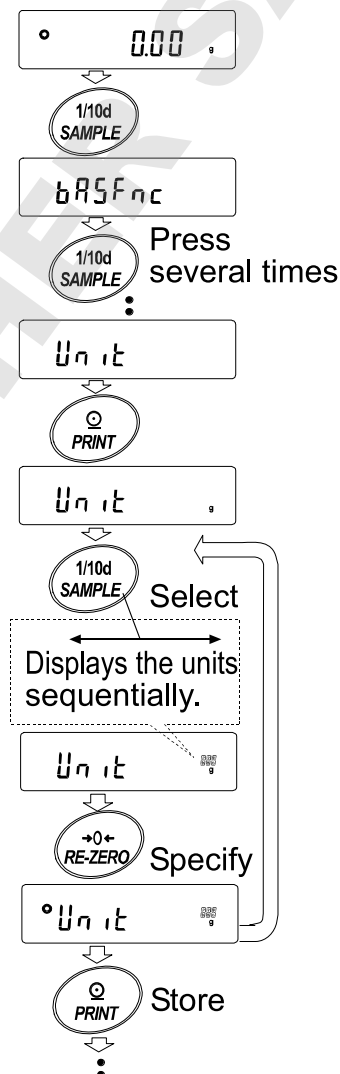 0.00 g
1/10d
SAMPLE
bASFnc
1/10d
SAMPLE
Press
several times
Unit
PRINT
Unit g
1/10d
SAMPLE
Select
Displays the units
sequentially.
Unit g
→0←
RE-ZERO
Specify
Unit g
PRINT
Store